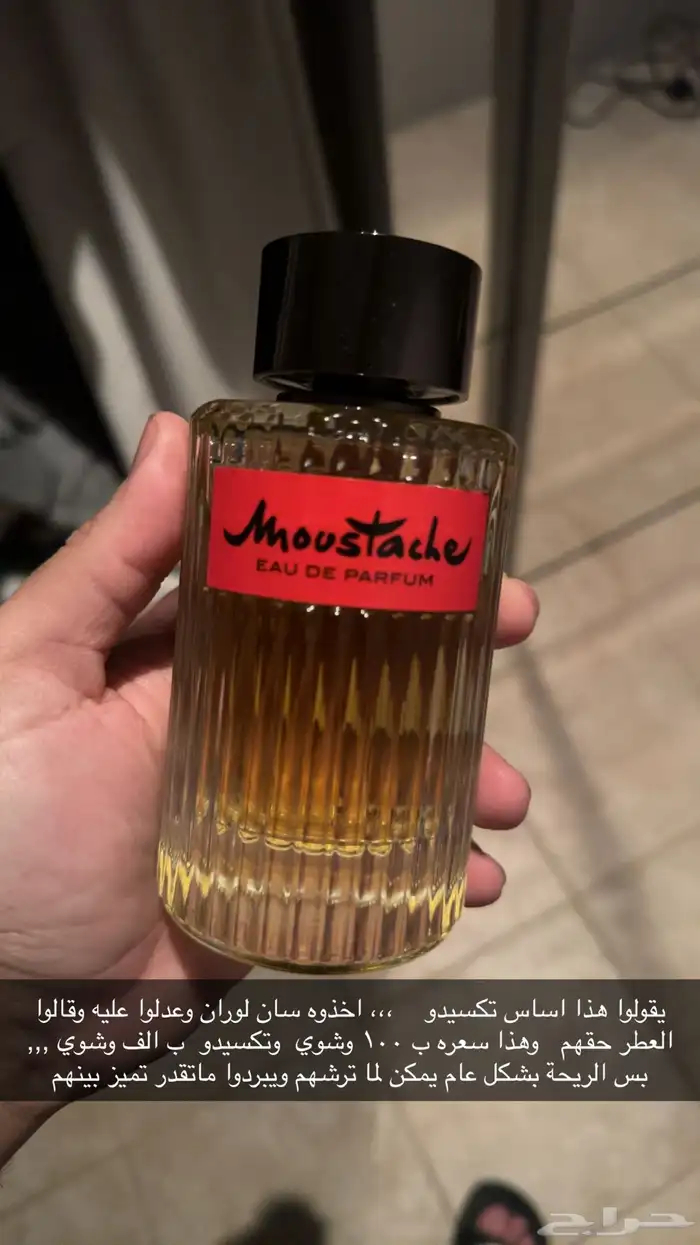 Moustache
EAU DE PARFUM
يقولوا هذا اساس تكسيدو ،،، اخذوه سان لوران وعدلوا عليه وقالوا
العطر حقهم وهذا سعره ب ١٠٠ وشوي وتكسيدو ب الف وشوي ,,,
بس الريحة بشكل عام يمكن لما ترشهم ويبردوا ماتقدر تميز بينهم
حراج